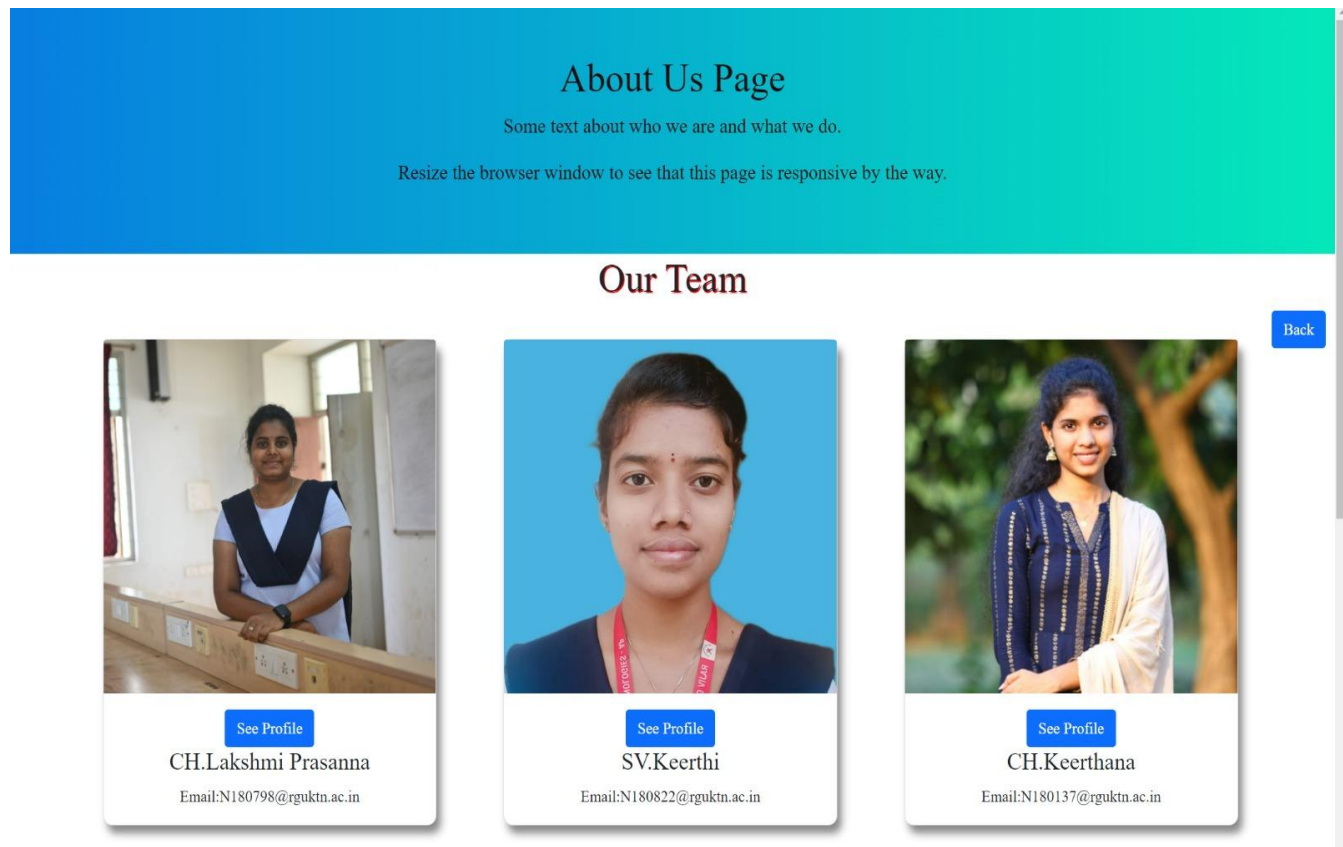 About Us Page
Some text about who we are and what we do.
Resize the browser window to see that this page is responsive by the way.
Our Team
Back
See Profile
See Profile
See Profile
CH.Lakshmi Prasanna
SV.Keerthi
CH.Keerthana
Email:N180798@rguktn.ac.in
Email:N180822@rguktn.ac.in
Email:N180137@rguktn.ac.in